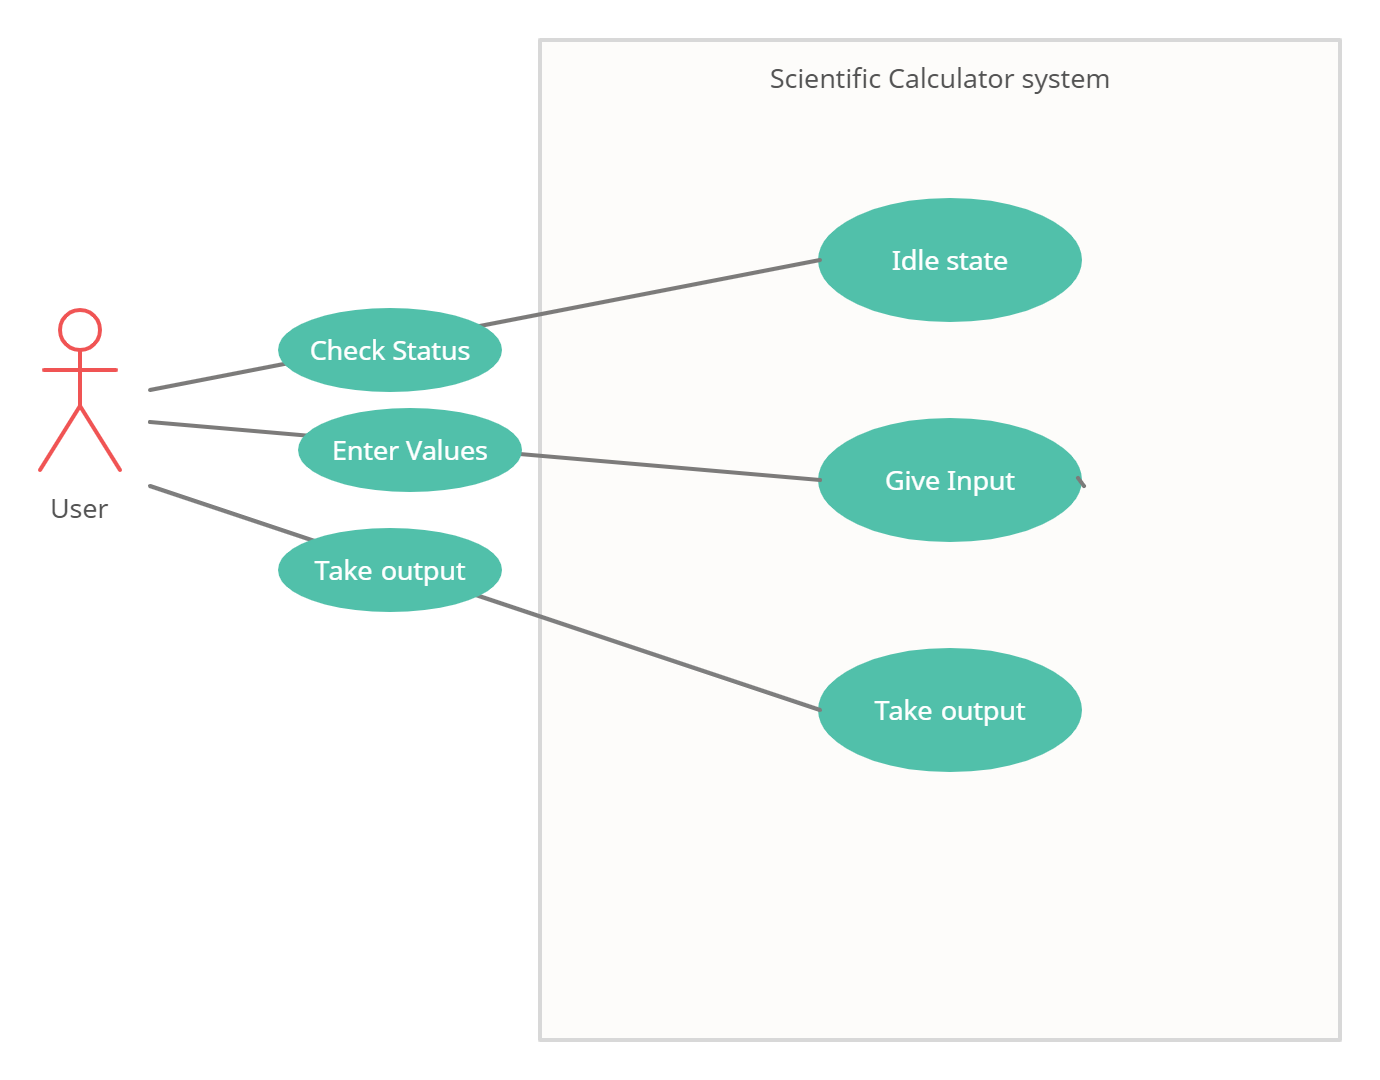 Scientific Calculator system
Idle state
Check Status
Enter Values
Give Input
User
Take output
Take output